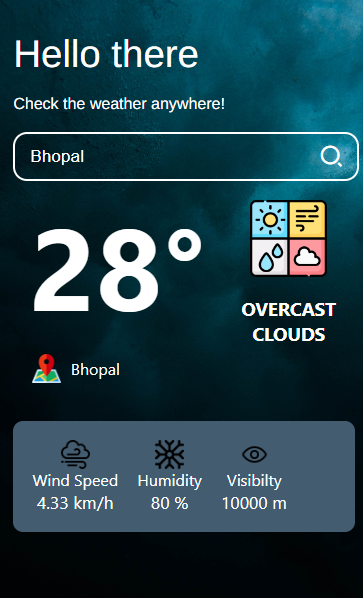 Hello there
Check the weather anywhere!
Bhopal
28°
OVERCAST
CLOUDS
Bhopal
Wind Speed Humidity Visibilty
4.33 km/h 80 % 10000 m